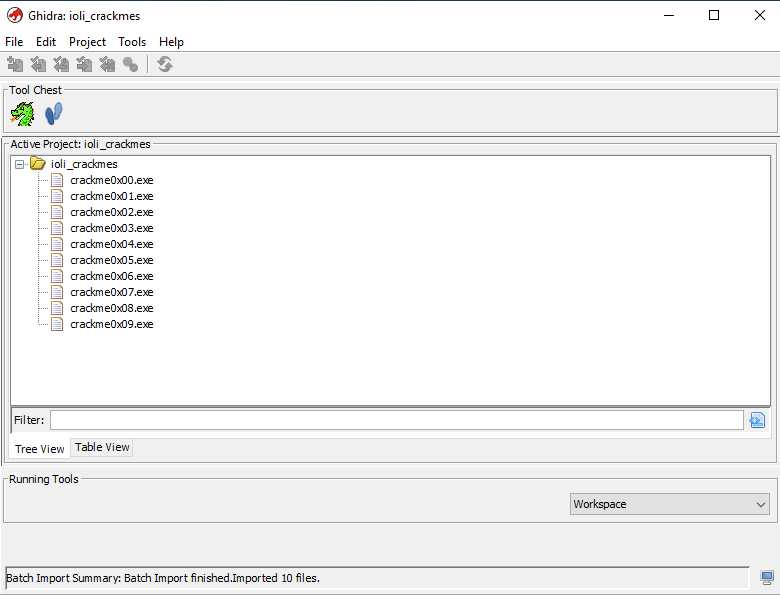 Ghidra: ioli_crackmes
File Edit Project Tools Help
Tool Chest
Active Project: ioli_crackmes
ioli_crackmes
crackme0x00.exe
crackme0x01.exe
crackme0x02.exe
crackme0x03.exe
crackme0x04.exe
crackme0x05.exe
crackme0x06.exe
crackme0x07.exe
crackme0x08.exe
crackme0x09.exe
Filter:
Tree View Table View
Running Tools
Workspace
Batch Import Summary: Batch Import finished.Imported 10 files.